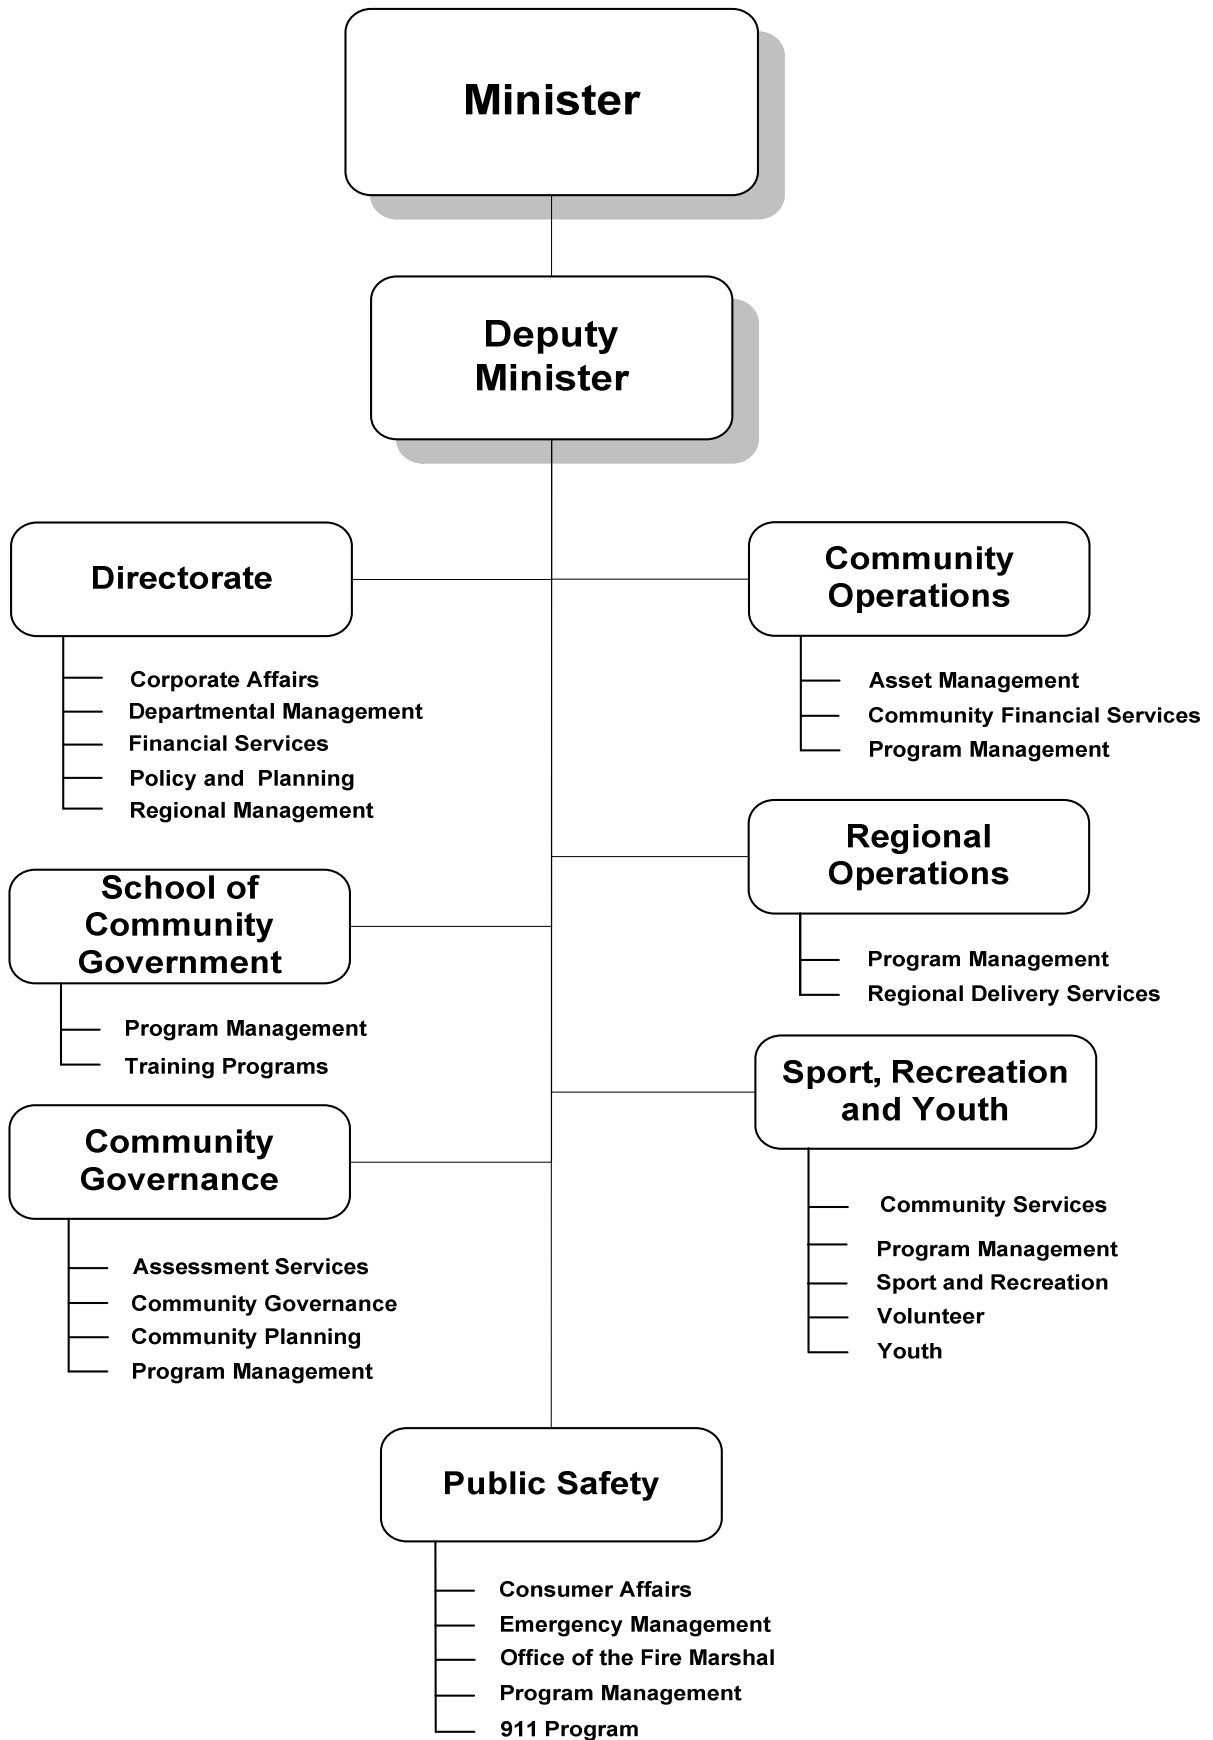 Minister
Deputy
Minister
Directorate
Corporate Affairs
Departmental Management
Financial Services
Policy and  Planning
Regional Management
Community
Operations
Asset Management
Community Financial Services
Program Management
School of
Community
Government
Program Management
Training Programs
Regional
Operations
Program Management
Regional Delivery Services
Community
Governance
Assessment Services
Community Governance
Community Planning
Program Management
Sport, Recreation
and Youth
Community Services
Program Management
Sport and Recreation
Volunteer
Youth
Public Safety
Consumer Affairs
Emergency Management
Office of the Fire Marshal
Program Management
911 Program